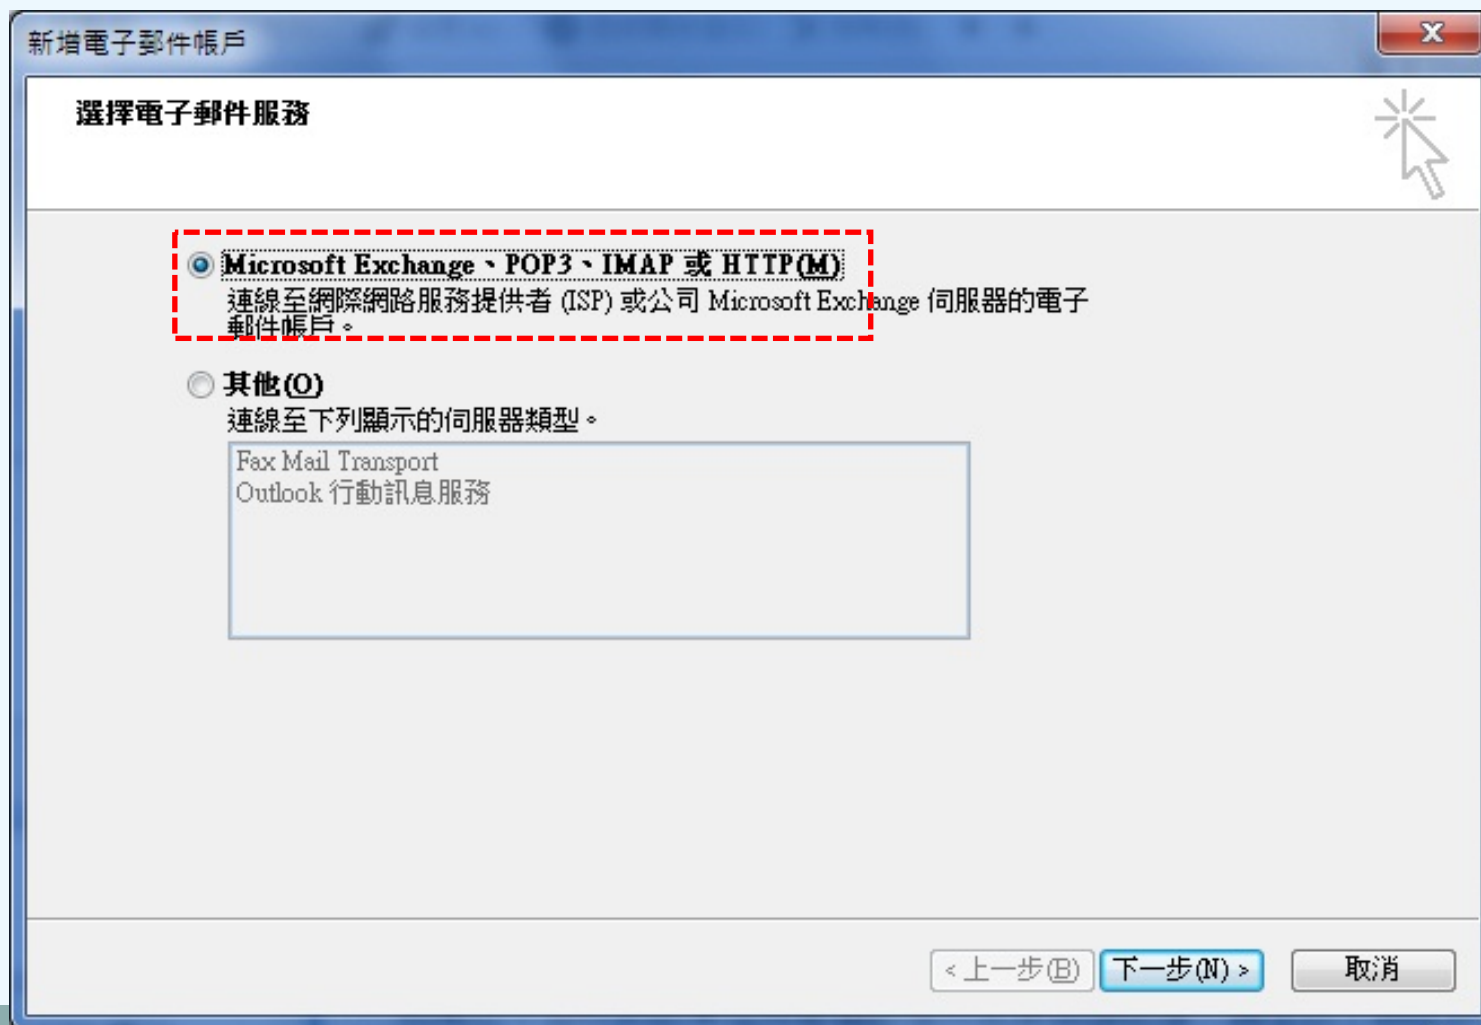 新增電子郵件帳戶
選擇電子郵件服務
Microsoft Exchange、POP3、IMAP 或 HTTP(M)
連線至網際網路服務提供者 (ISP) 或公司 Microsoft Exchange 伺服器的電子
郵件帳戶。
其他(O)
連線至下列顯示的伺服器類型。
Fax Mail Transport
Outlook 行動訊息服務
< 上一步(B)
下一步(N) >
取消